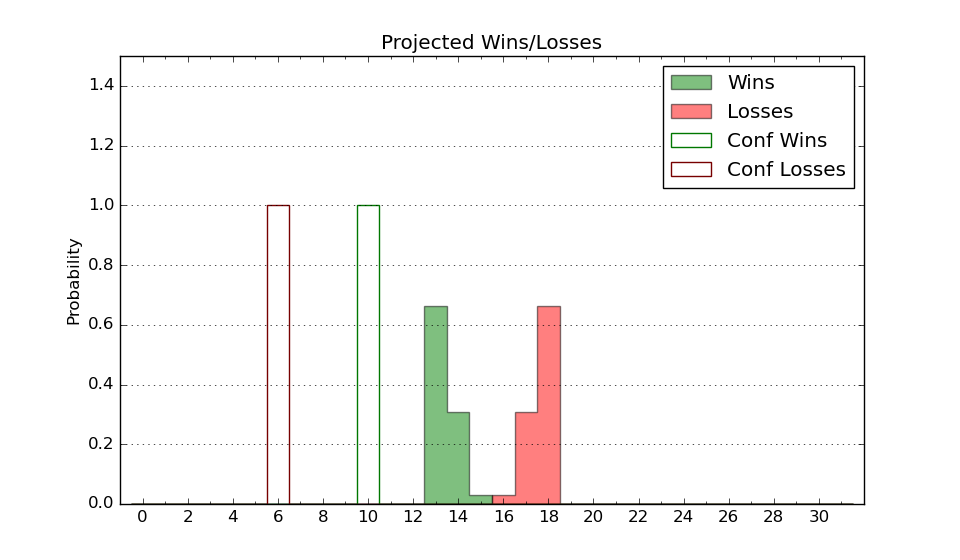 Projected Wins/Losses
1.4
1.2
1.0
0.8
0.6
0.4
0.2
0.0
Probability
Wins
Losses
Conf Wins
Conf Losses
0 2 4 6 8 10 12 14 16 18 20 22 24 26 28 30